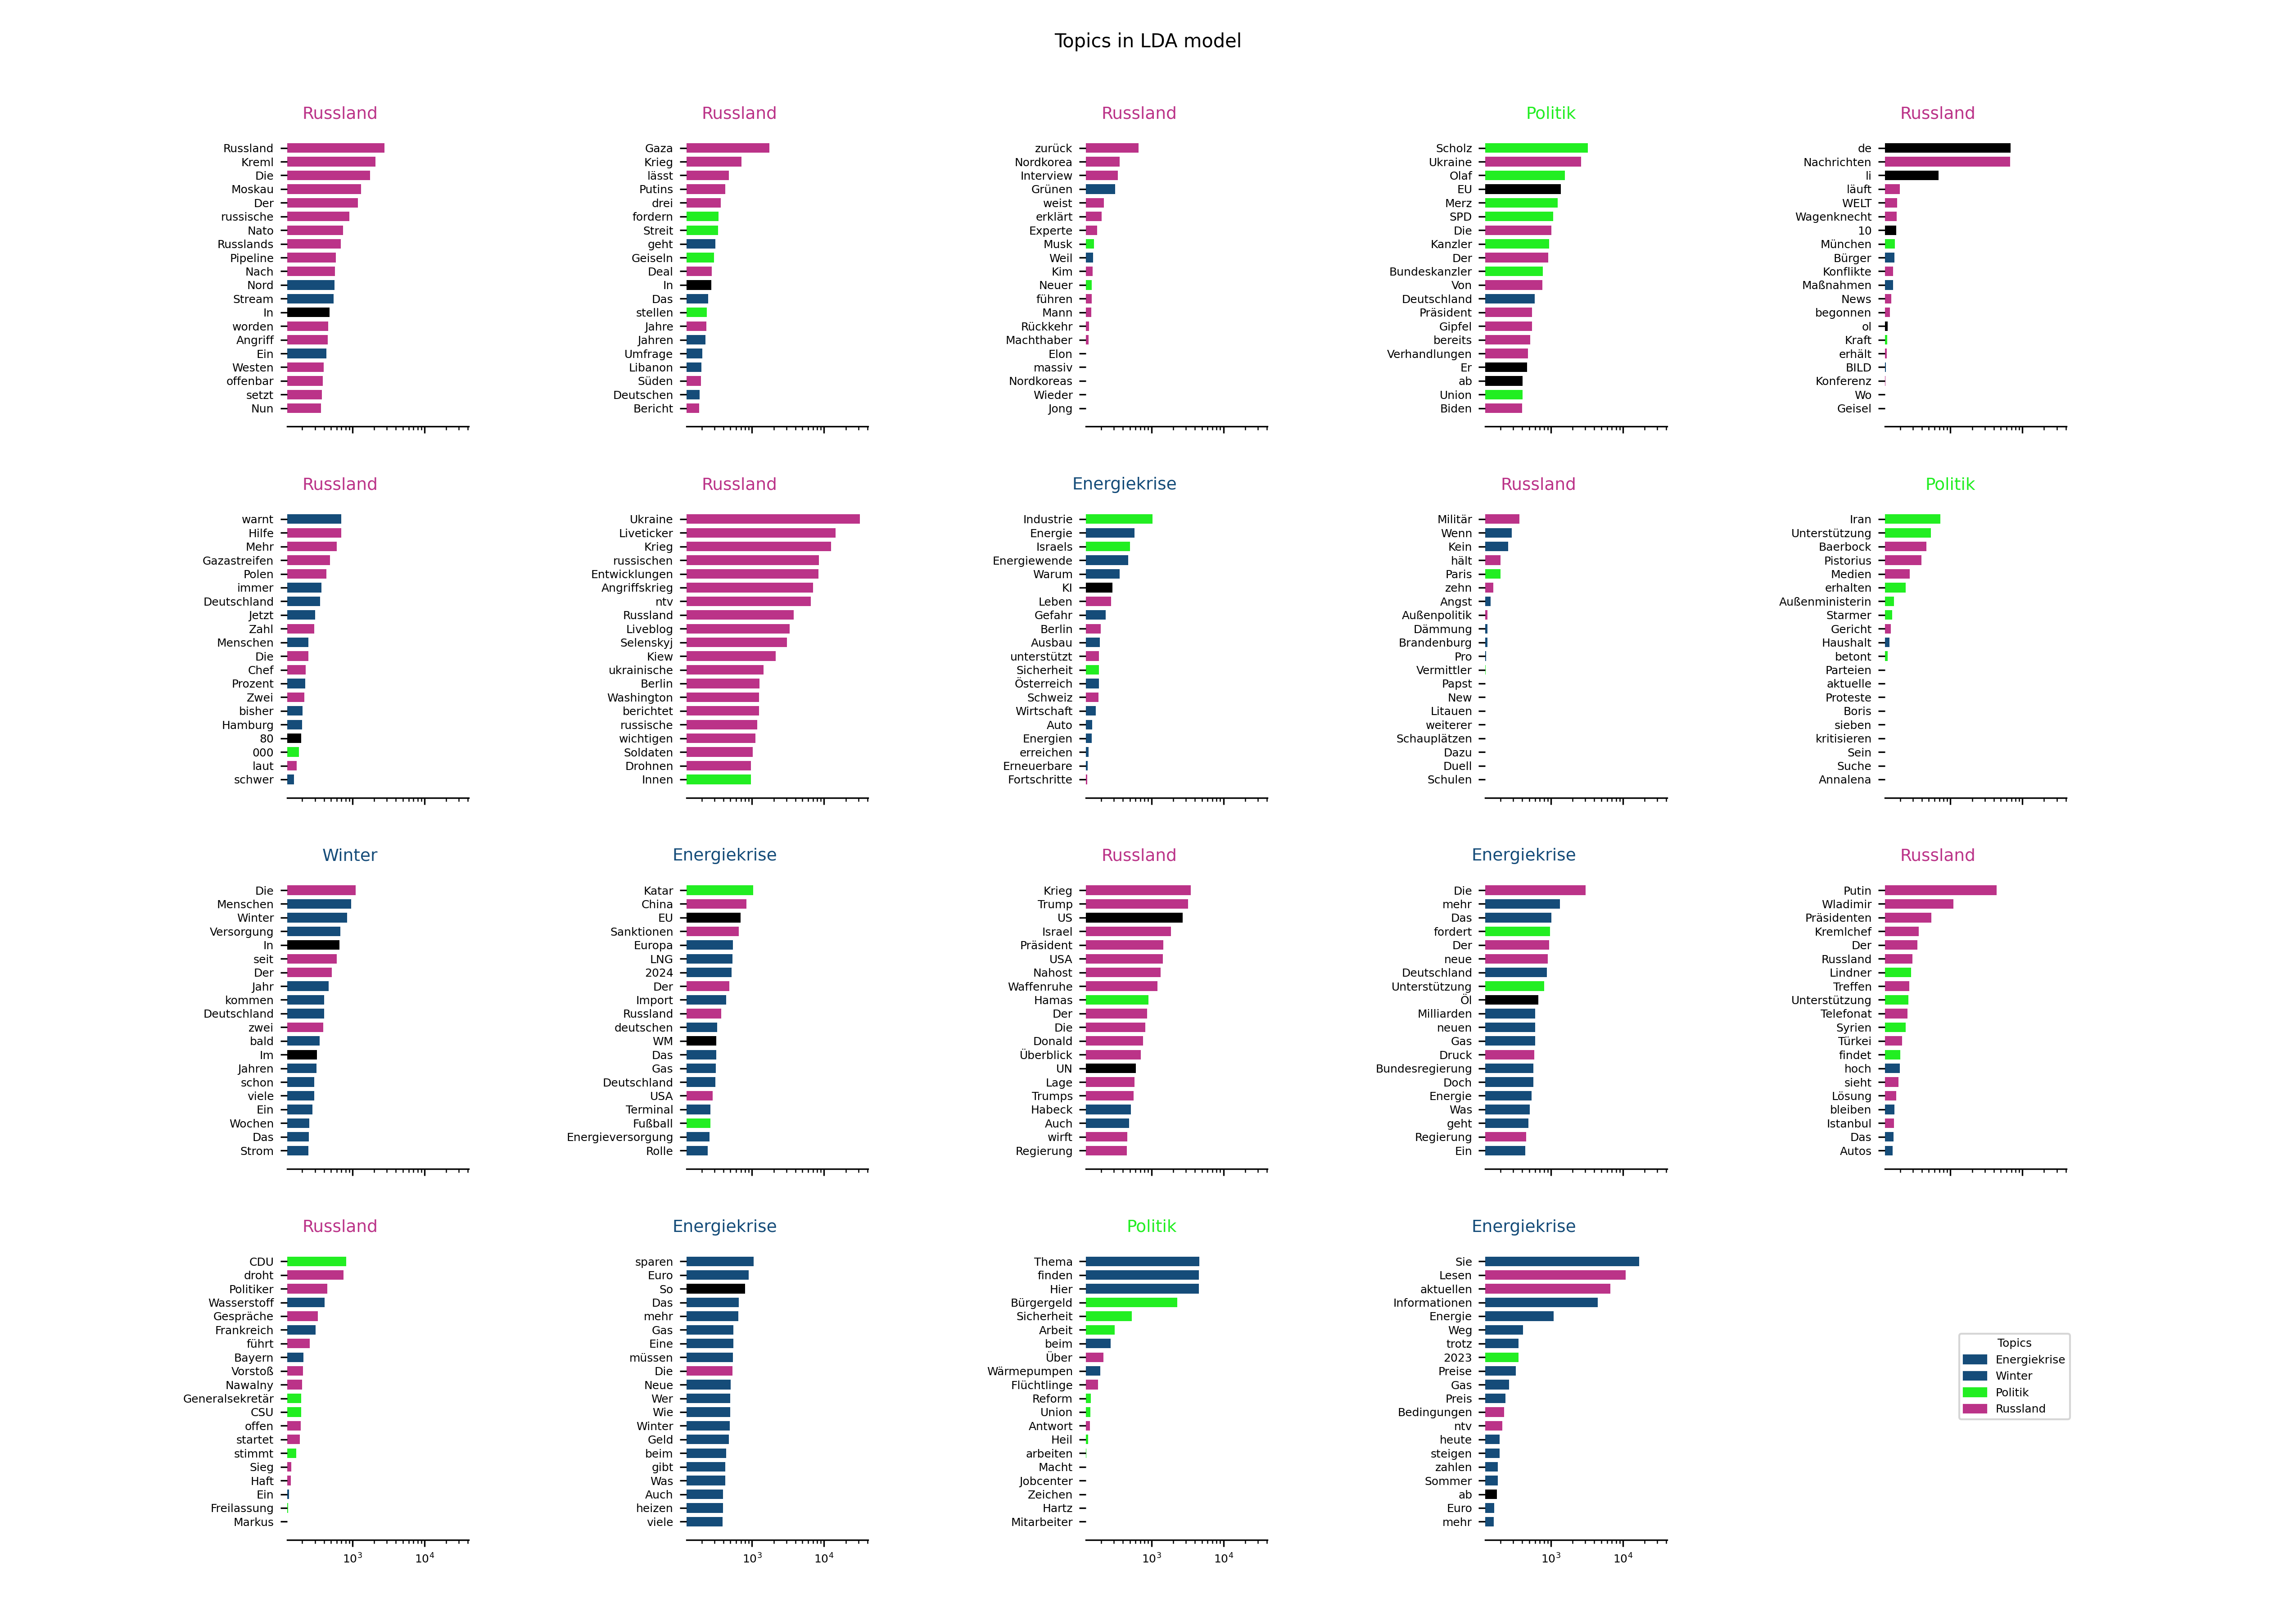 Topics in LDA model
Russland
Russland
Kreml
Die
Moskau
Der
russische
Nato
Russlands
Pipeline
Nach
Nord
Stream
In
worden
Angriff
Ein
Westen
offenbar
setzt
Nun
Russland
Gaza
Krieg
lässt
Putins
drei
fordern
Streit
geht
Geiseln
Deal
In
Das
stellen
Jahre
Jahren
Umfrage
Libanon
Süden
Deutschen
Bericht
Russland
zurück
Nordkorea
Interview
Grünen
weist
erklärt
Experte
Musk
Weil
Kim
Neuer
führen
Mann
Rückkehr
Machthaber
Elon
massiv
Nordkoreas
Wieder
Jong
Politik
Scholz
Ukraine
Olaf
EU
Merz
SPD
Die
Kanzler
Der
Bundeskanzler
Von
Deutschland
Präsident
Gipfel
bereits
Verhandlungen
Er
ab
Union
Biden
Russland
de
Nachrichten
li
läuft
WELT
Wagenknecht
10
München
Bürger
Konflikte
Maßnahmen
News
begonnen
ol
Kraft
erhält
BILD
Konferenz
Wo
Geisel
Russland
warnt
Hilfe
Mehr
Gazastreifen
Polen
immer
Deutschland
Jetzt
Zahl
Menschen
Die
Chef
Prozent
Zwei
bisher
Hamburg
80
000
laut
schwer
Russland
Ukraine
Liveticker
Krieg
russischen
Entwicklungen
Angriffskrieg
ntv
Russland
Liveblog
Selenskyj
Kiew
ukrainische
Berlin
Washington
berichtet
russische
wichtigen
Soldaten
Drohnen
Innen
Energiekrise
Industrie
Energie
Israels
Energiewende
Warum
KI
Leben
Gefahr
Berlin
Ausbau
unterstützt
Sicherheit
Österreich
Schweiz
Wirtschaft
Auto
Energien
erreichen
Erneuerbare
Fortschritte
Russland
Militär
Wenn
Kein
hält
Paris
zehn
Angst
Außenpolitik
Dämmung
Brandenburg
Pro
Vermittler
Papst
New
Litauen
weiterer
Schauplätzen
Dazu
Duell
Schulen
Politik
Iran
Unterstützung
Baerbock
Pistorius
Medien
erhalten
Außenministerin
Starmer
Gericht
Haushalt
betont
Parteien
aktuelle
Proteste
Boris
sieben
kritisieren
Sein
Suche
Annalena
Winter
Die
Menschen
Winter
Versorgung
In
seit
Der
Jahr
kommen
Deutschland
zwei
bald
Im
Jahren
schon
viele
Ein
Wochen
Das
Strom
Energiekrise
Katar
China
EU
Sanktionen
Europa
LNG
2024
Der
Import
Russland
deutschen
WM
Das
Gas
Deutschland
USA
Terminal
Fußball
Energieversorgung
Rolle
Russland
Krieg
Trump
US
Israel
Präsident
USA
Nahost
Waffenruhe
Hamas
Der
Die
Donald
Überblick
UN
Lage
Trumps
Habeck
Auch
wirft
Regierung
Energiekrise
Die
mehr
Das
fordert
Der
neue
Deutschland
Unterstützung
Öl
Milliarden
neuen
Gas
Druck
Bundesregierung
Doch
Energie
Was
geht
Regierung
Ein
Russland
Putin
Wladimir
Präsidenten
Kremlchef
Der
Russland
Lindner
Treffen
Unterstützung
Telefonat
Syrien
Türkei
findet
hoch
sieht
Lösung
bleiben
Istanbul
Das
Autos
Russland
CDU
droht
Politiker
Wasserstoff
Gespräche
Frankreich
führt
Bayern
Vorstoß
Nawalny
Generalsekretär
CSU
offen
startet
stimmt
Sieg
Haft
Ein
Freilassung
Markus
10³ 10⁴
Energiekrise
sparen
Euro
So
Das
mehr
Gas
Eine
müssen
Die
Neue
Wer
Wie
Winter
Geld
beim
gibt
Was
Auch
heizen
viele
10³ 10⁴
Politik
Thema
finden
Hier
Bürgergeld
Sicherheit
Arbeit
beim
Über
Wärmepumpen
Flüchtlinge
Reform
Union
Antwort
Heil
arbeiten
Macht
Jobcenter
Zeichen
Hartz
Mitarbeiter
10³ 10⁴
Energiekrise
Sie
Lesen
aktuellen
Informationen
Energie
Weg
trotz
2023
Preise
Gas
Preis
Bedingungen
ntv
heute
steigen
zahlen
Sommer
ab
Euro
mehr
10³ 10⁴
Topics
Energiekrise
Winter
Politik
Russland